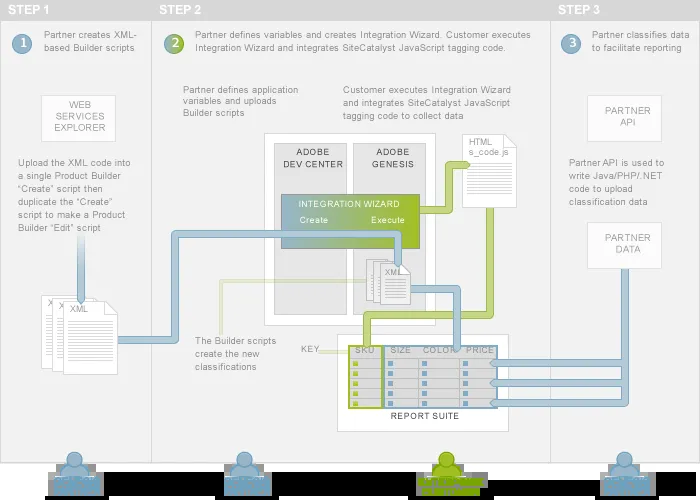 STEP 1
STEP 2
STEP 3
1
Partner creates XML-
based Builder scripts
2
Partner defines variables and creates Integration Wizard. Customer executes
Integration Wizard and integrates SiteCatalyst JavaScript tagging code.
3
Partner classifies data
to facilitate reporting
WEB
SERVICES
EXPLORER
Upload the XML code into
a single Product Builder
“Create” script then
duplicate the “Create”
script to make a Product
Builder “Edit” script
XML
Partner defines application
variables and uploads
Builder scripts
Customer executes Integration Wizard
and integrates SiteCatalyst JavaScript
tagging code to collect data
ADOBE
DEV CENTER
ADOBE
GENESIS
HTML
s_code.js
INTEGRATION WIZARD
Create
Execute
XML
The Builder scripts
create the new
classifications
KEY
SKU
SIZE
COLOR
PRICE
REPORT SUITE
PARTNER
API
Partner API is used to
write Java/PHP/.NET
code to upload
classification data
PARTNER
DATA